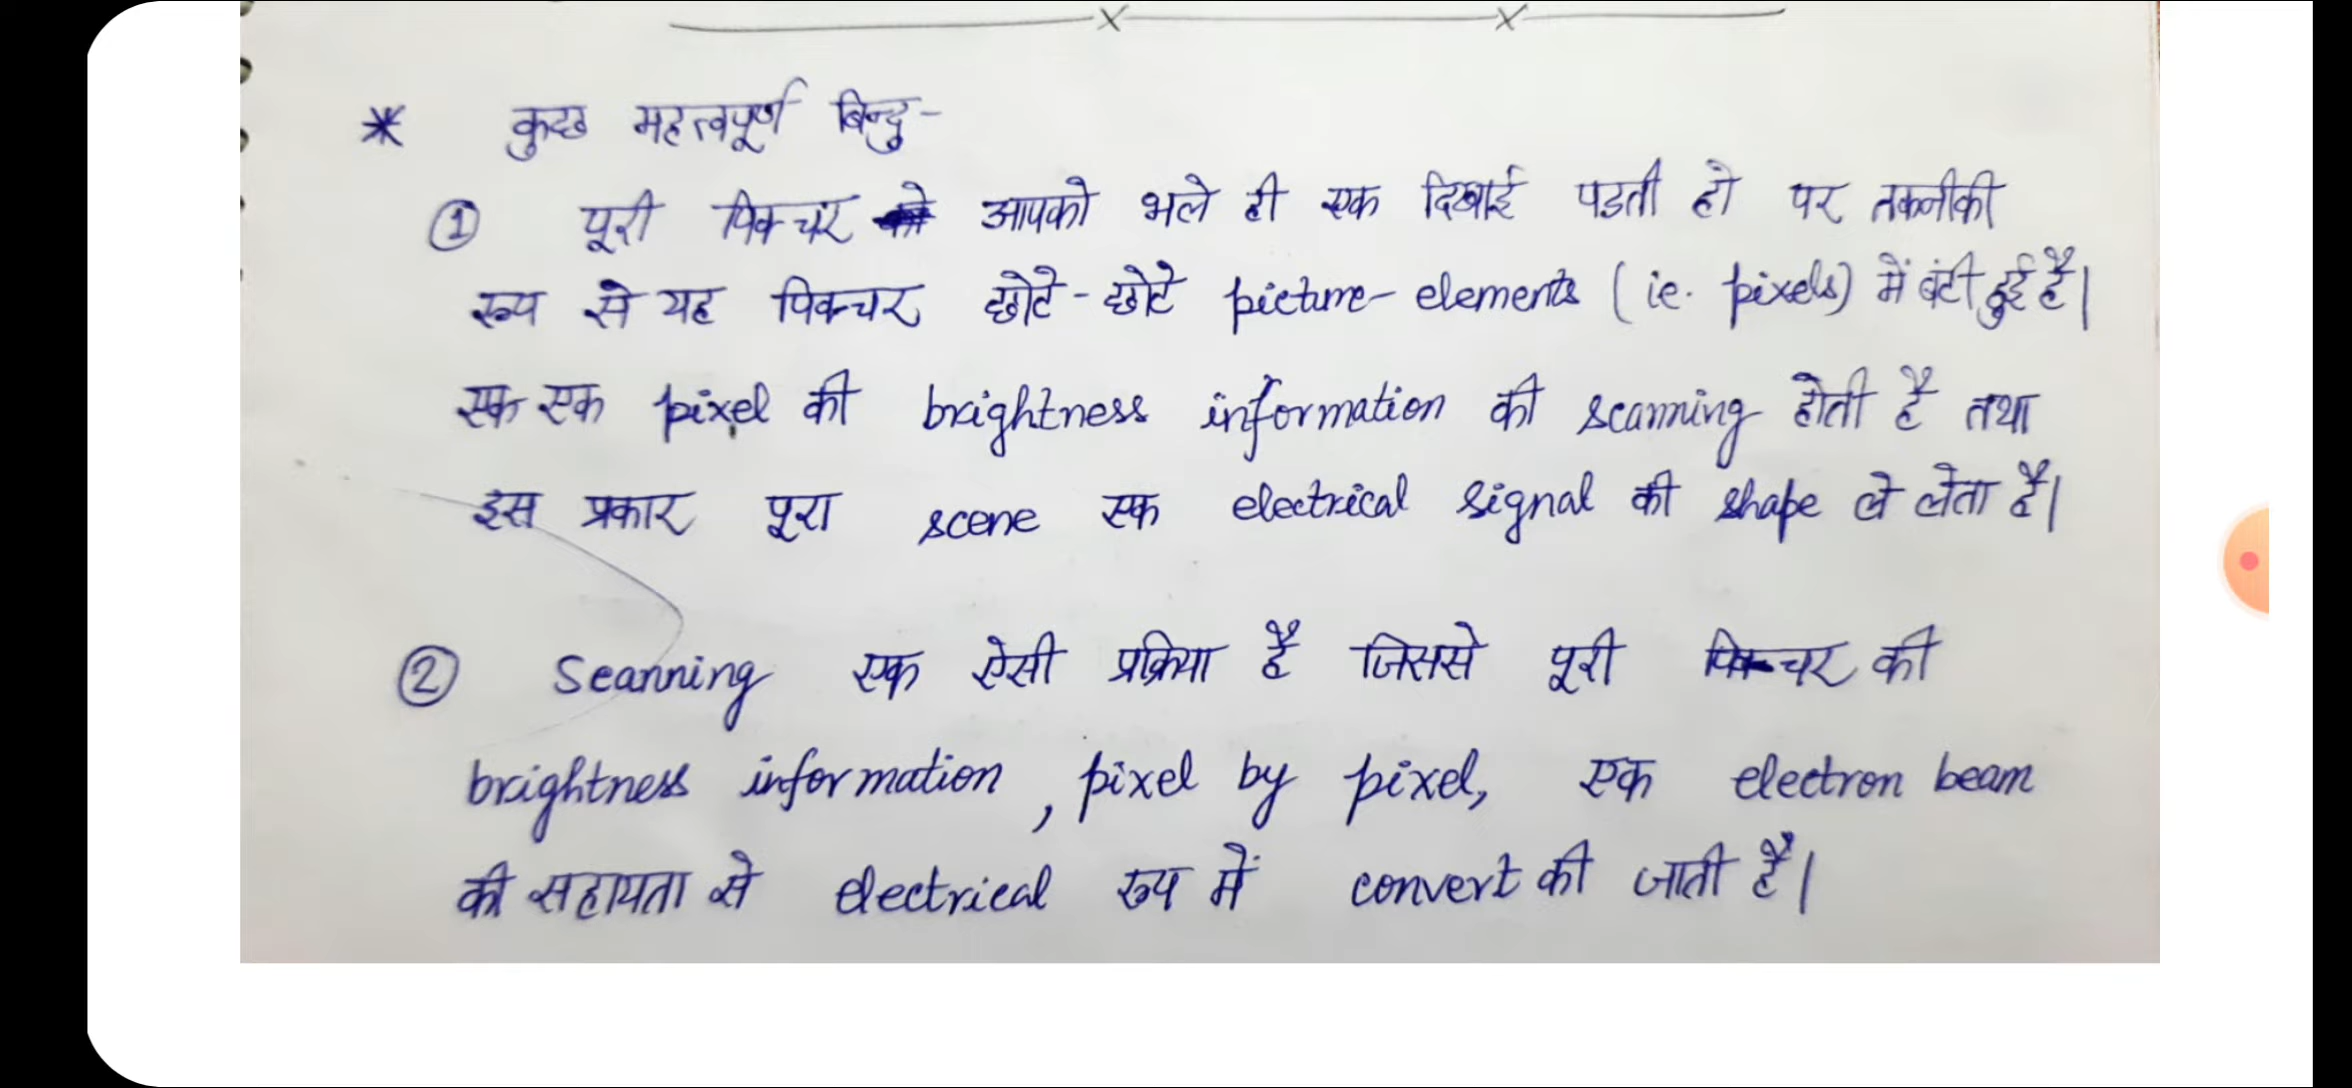 * कुछ महत्वपूर्ण बिन्दु-
① पूरी पिक्चर आपको भले ही एक दिखाई पडती हो पर तकनीकी
रूप से यह पिक्चर छोटे-छोटे picture-elements (ie. pixels) में बंटी हुई है।
एक एक pixel की brightness information की scanning होती है तथा
इस प्रकार पूरा scene एक electrical signal की shape ले लेता है।
② Scanning एक ऐसी प्रक्रिया है जिससे पूरी पिक्चर की
brightness information, pixel by pixel, एक electron beam
की सहायता से electrical रूप में convert की जाती है।